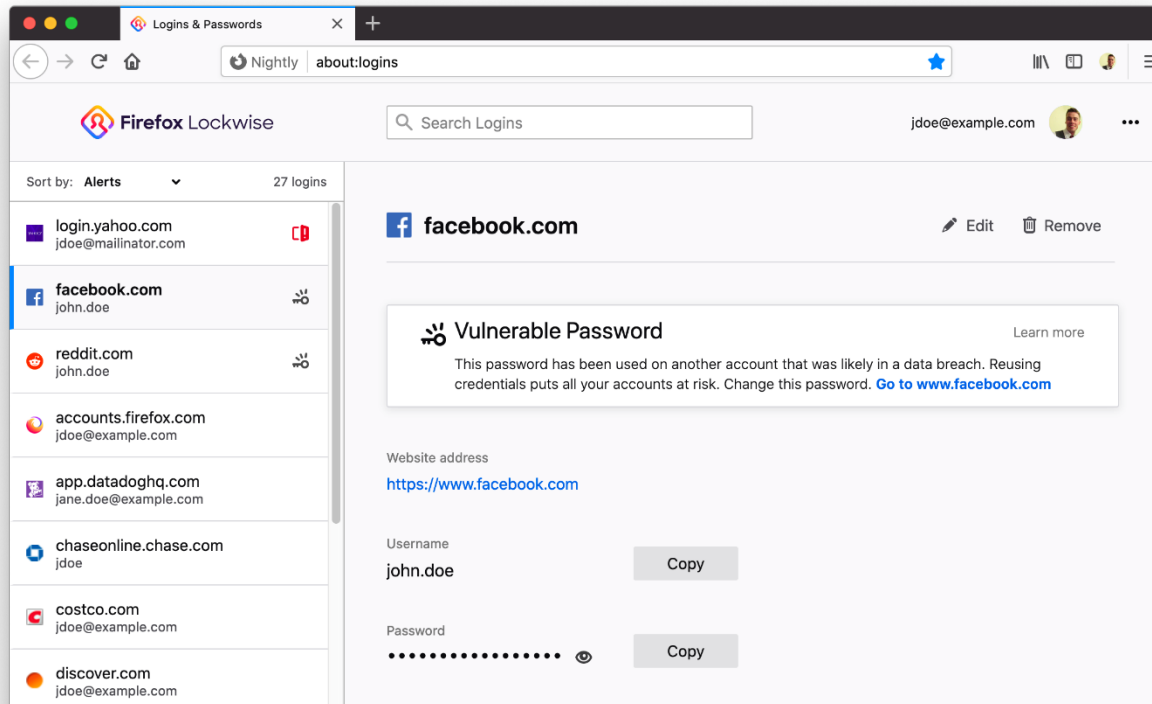 Logins & Passwords
Nightly about:logins
Firefox Lockwise
Search Logins
jdoe@example.com
Sort by: Alerts
27 logins
login.yahoo.com
jdoe@mailinator.com
facebook.com
john.doe
reddit.com
john.doe
accounts.firefox.com
jdoe@example.com
app.datadoghq.com
jane.doe@example.com
chaseonline.chase.com
jdoe
costco.com
jdoe@example.com
discover.com
jdoe@example.com
facebook.com
Edit
Remove
Vulnerable Password
Learn more
This password has been used on another account that was likely in a data breach. Reusing
credentials puts all your accounts at risk. Change this password. Go to www.facebook.com
Website address
https://www.facebook.com
Username
john.doe
Copy
Password
••••••••••••••••••
Copy